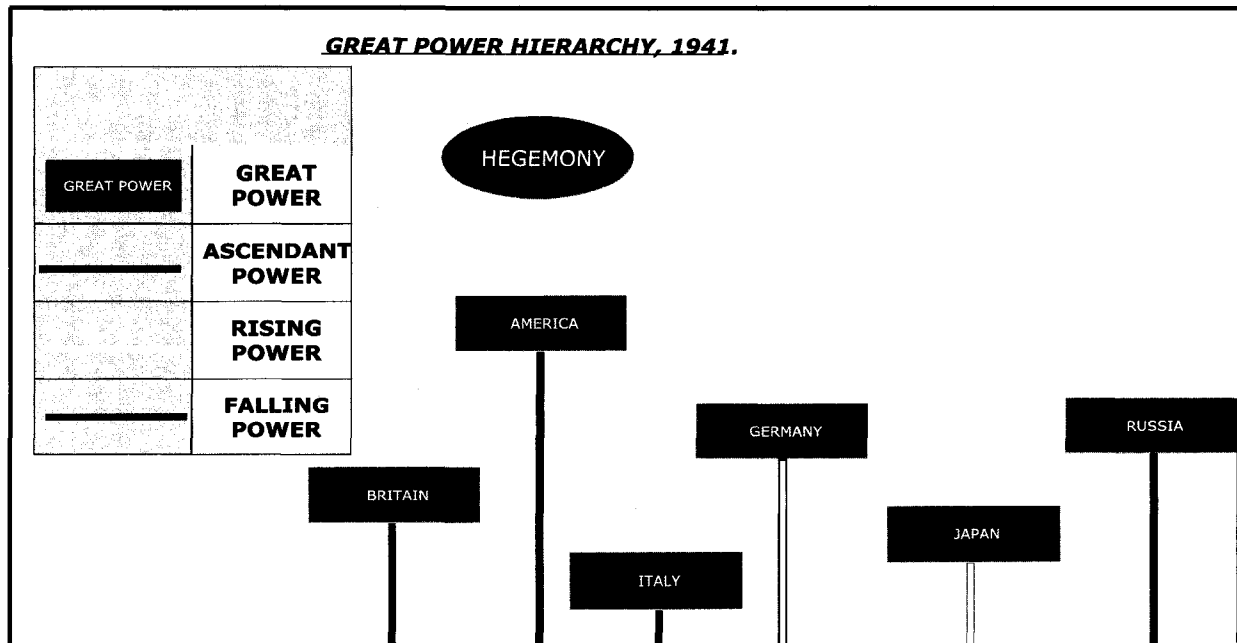 GREAT POWER HIERARCHY, 1941.
HEGEMONY
GREAT POWER
GREAT
POWER
ASCENDANT
POWER
RISING
POWER
FALLING
POWER
AMERICA
GERMANY
RUSSIA
BRITAIN
JAPAN
ITALY